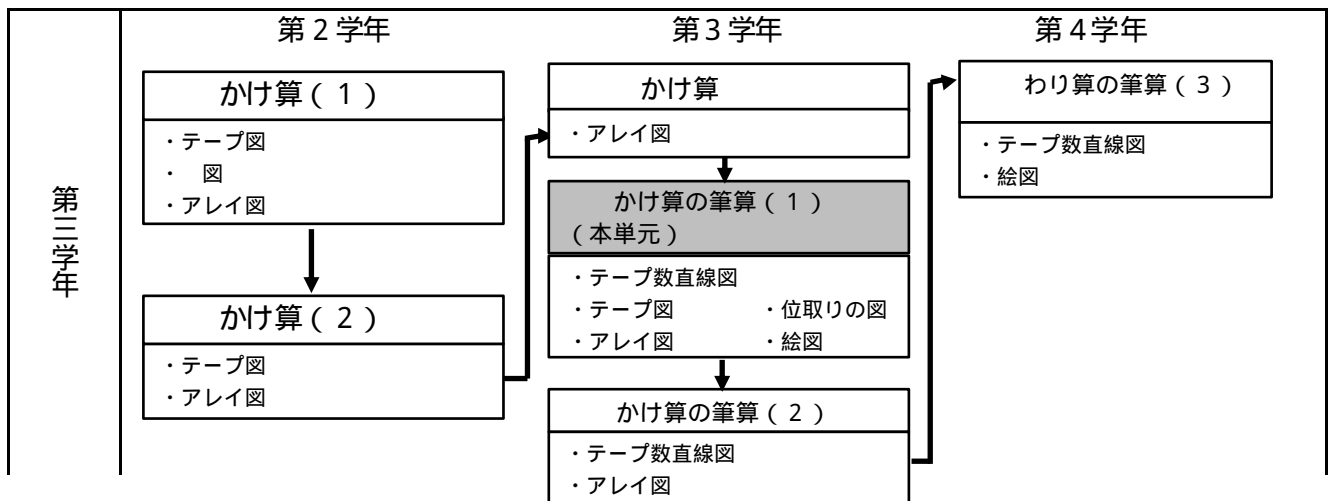 第三学年
第２学年
かけ算（１）
・テープ図
・　図
・アレイ図
かけ算（２）
・テープ図
・アレイ図
第３学年
かけ算
・アレイ図
かけ算の筆算（１）
（本単元）
・テープ数直線図
・テープ図　・位取りの図
・アレイ図　・絵図
かけ算の筆算（２）
・テープ数直線図
・アレイ図
第４学年
わり算の筆算（３）
・テープ数直線図
・絵図